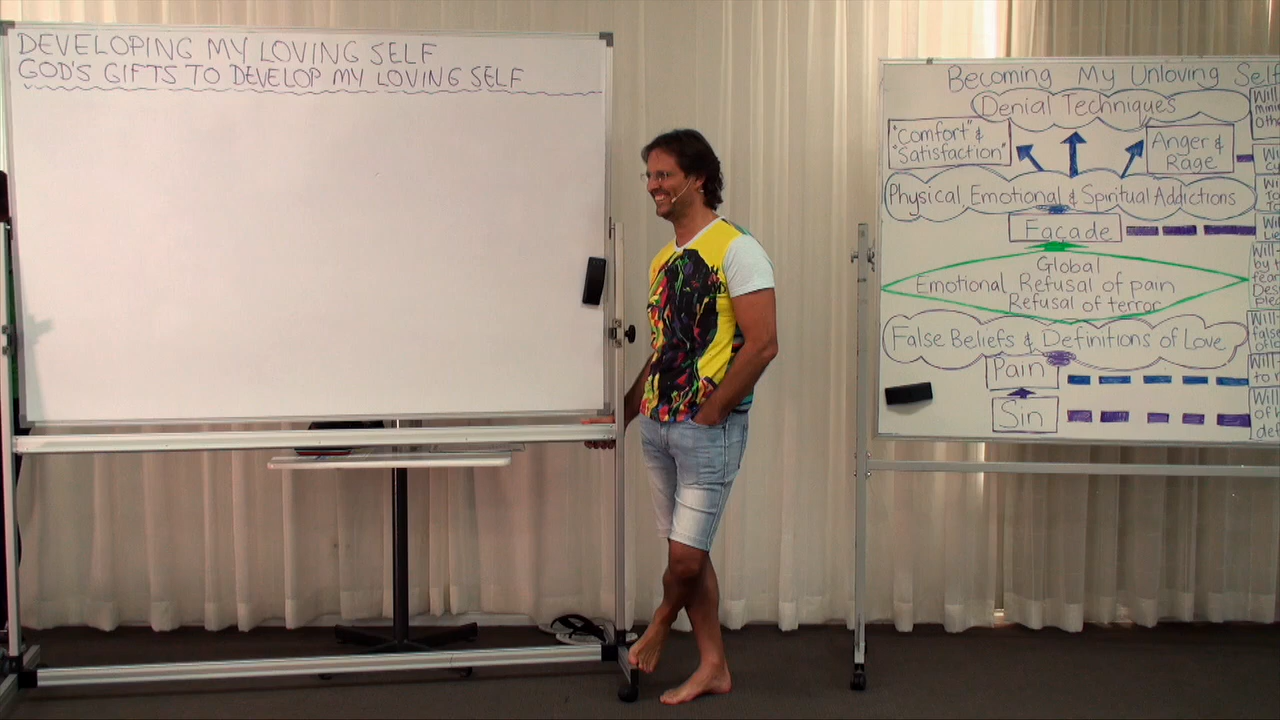 DEVELOPING MY LOVING SELF
GOD'S GIFTS TO DEVELOP MY LOVING SELF
Becoming My Unloving Self
Denial Techniques
"Comfort" &
"Satisfaction"
Anger &
Rage
Physical, Emotional & Spiritual Addictions
Façade
Global
Emotional Refusal of pain
Refusal of terror
False Beliefs & Definitions of Love
Pain
Sin
Will
Will